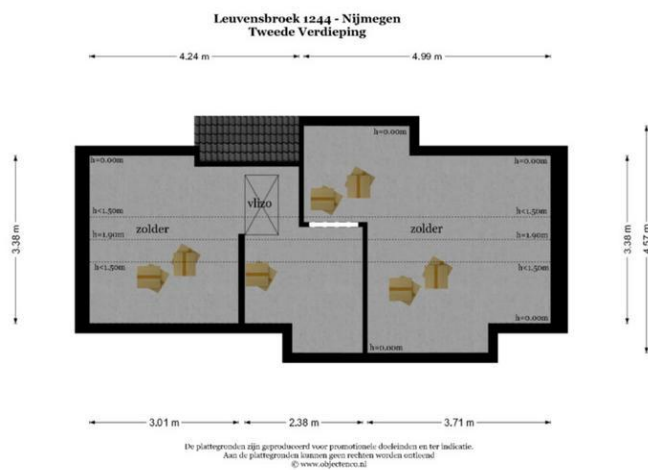 Leuvensbroek 1244 - Nijmegen
Tweede Verdieping
4.24 m
4.99 m
h=0.00m
h=0.00m
h=0.00m
vlizo
h<1.50m
h<1.50m
zolder
zolder
h=1.90m
h=1.90m
3.38 m
3.38 m
4.57 m
h<1.50m
h<1.50m
h=0.00m
h=0.00m
h=0.00m
3.01 m
2.38 m
3.71 m
De plattegronden zijn geproduceerd voor promotionele doeleinden en ter indicatie.
Aan de plattegronden kunnen geen rechten worden ontleend
© www.objectenco.nl